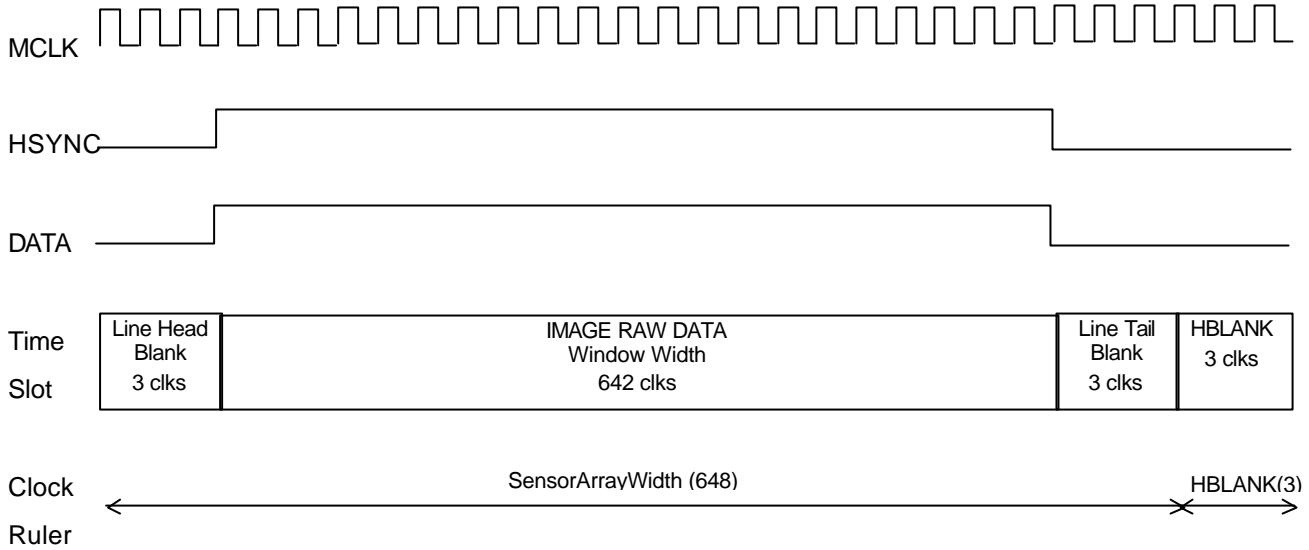 MCLK
HSYNC
DATA
Time
Slot
Line Head
Blank
3 clks
IMAGE RAW DATA
Window Width
642 clks
Line Tail
Blank
3 clks
HBLANK
3 clks
Clock
Ruler
SensorArrayWidth (648)
HBLANK(3)